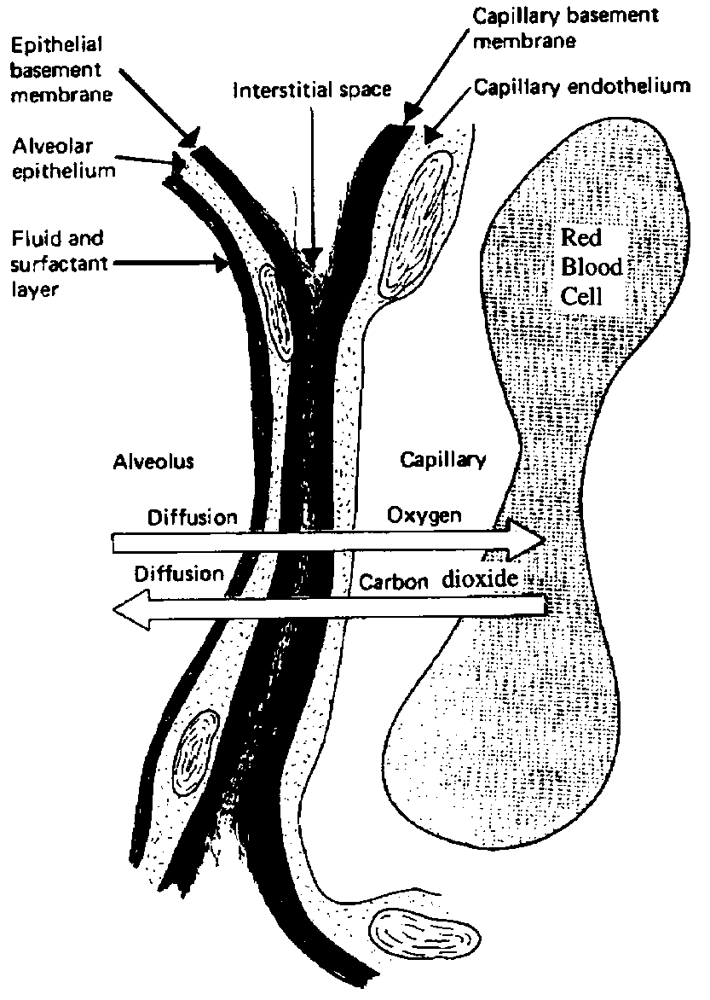 Capillary basement
membrane
Epithelial
basement
membrane
Interstitial space
Capillary endothelium
Alveolar
epithelium
Fluid and
surfactant
layer
Red
Blood
Cell
Alveolus
Capillary
Diffusion
Oxygen
Diffusion
Carbon dioxide